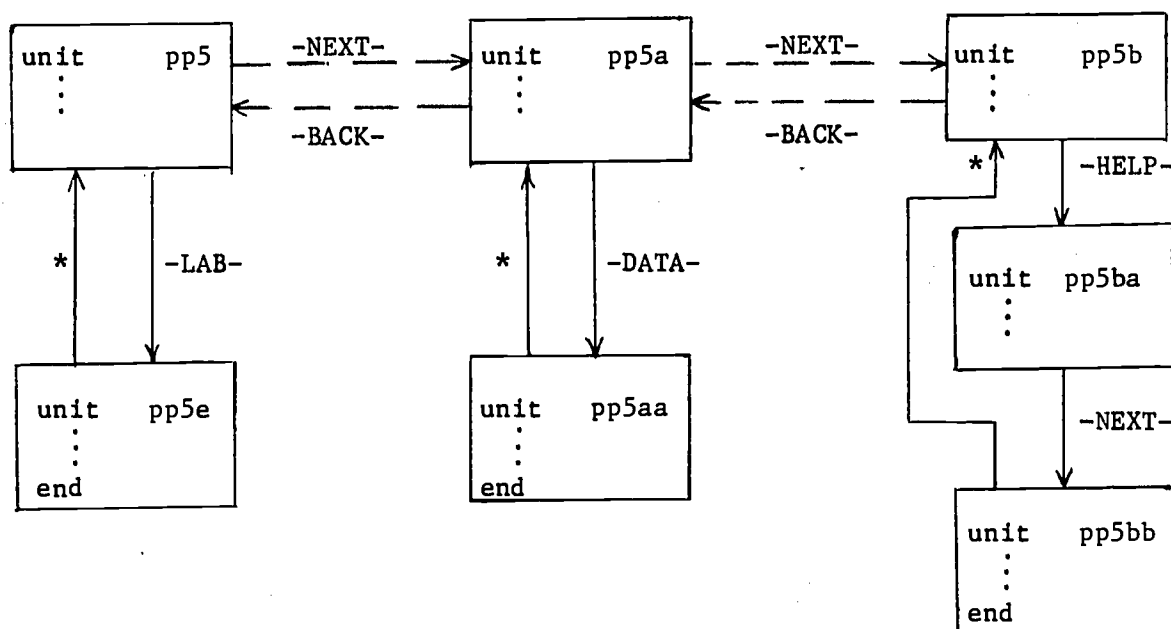 unit pp5
-NEXT-
-BACK-
unit pp5a
-NEXT-
-BACK-
unit pp5b
*
-LAB-
*
-DATA-
*
-HELP-
unit pp5e
end
unit pp5aa
end
unit pp5ba
-NEXT-
unit pp5bb
end